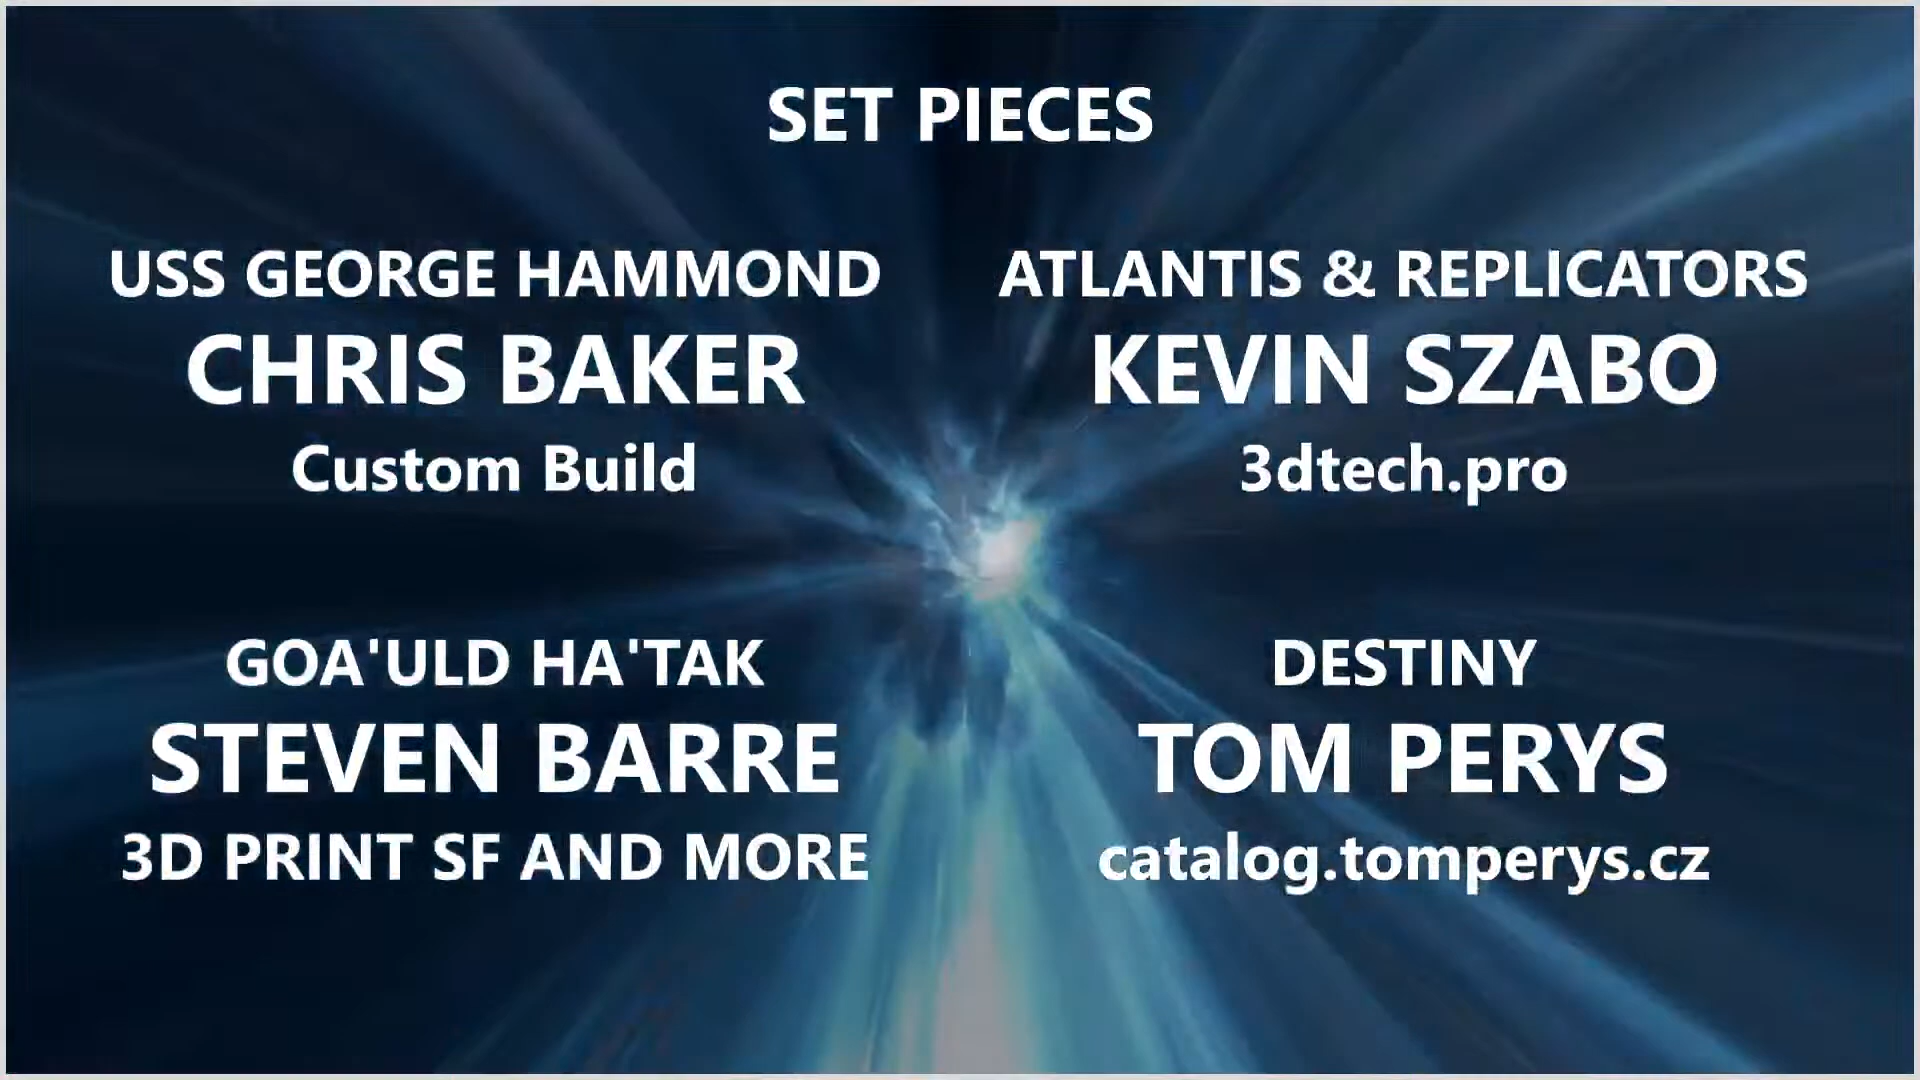 SET PIECES
USS GEORGE HAMMOND
CHRIS BAKER
Custom Build
ATLANTIS & REPLICATORS
KEVIN SZABO
3dtech.pro
GOA'ULD HA'TAK
STEVEN BARRE
3D PRINT SF AND MORE
DESTINY
TOM PERYS
catalog.tomperys.cz